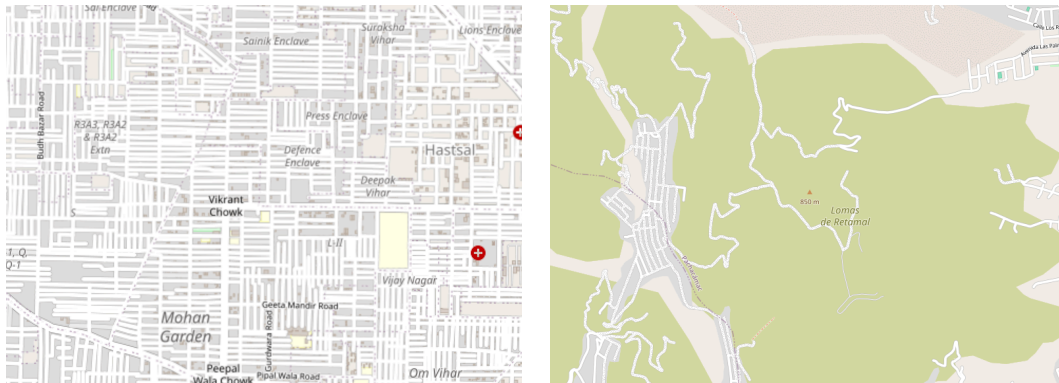 Sainik Enclave
Suraksha
Vihar
Lions Enclave
Budh Bazar Road
R3A3, R3A2
& R3A2
Extn
Press Enclave
Defence
Enclave
Hastsal
Deepak
Vihar
Vikrant
Chowk
S
L-II
Q-1
Vijay Nagar
Geeta Mandir Road
Gurdwara Road
Mohan
Garden
Peepal
Wala Chowk
Pipal Wala Road
Om Vihar
850 m
Lomas
de Retamal